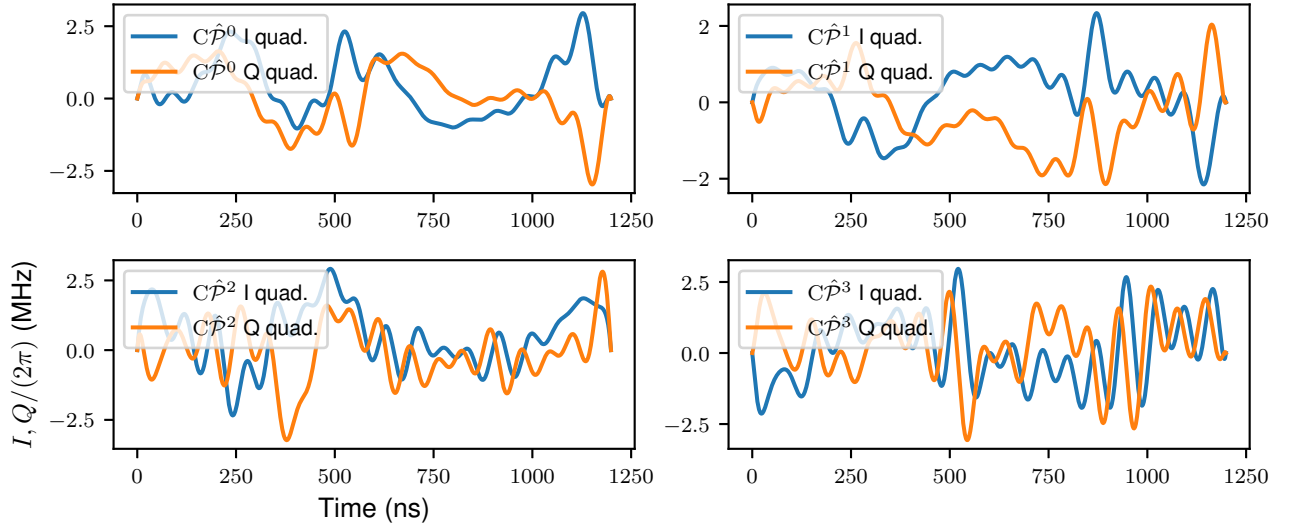 2.5
0.0
−2.5
C𝒫̂⁰ I quad.
C𝒫̂⁰ Q quad.
0 250 500 750 1000 1250
2
0
−2
C𝒫̂¹ I quad.
C𝒫̂¹ Q quad.
0 250 500 750 1000 1250
I, Q/(2π) (MHz)
2.5
0.0
−2.5
C𝒫̂² I quad.
C𝒫̂² Q quad.
0 250 500 750 1000 1250
Time (ns)
2.5
0.0
−2.5
C𝒫̂³ I quad.
C𝒫̂³ Q quad.
0 250 500 750 1000 1250